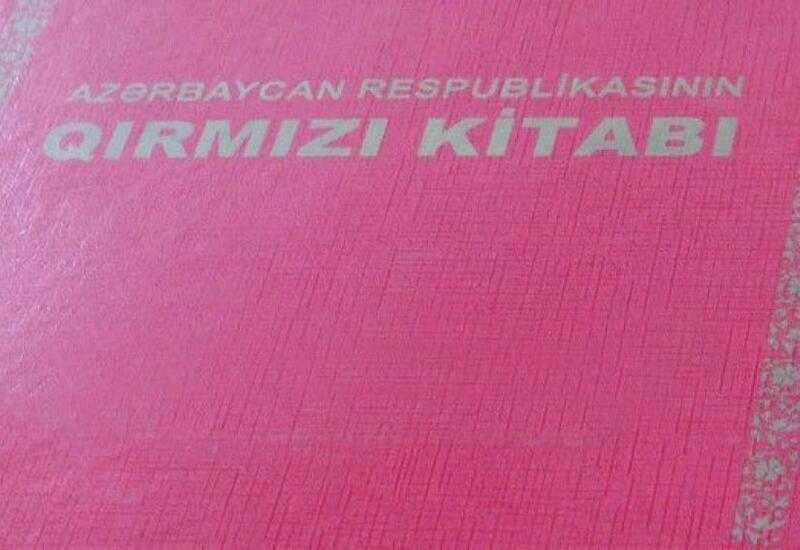 AZƏRBAYCAN RESPUBLİKASININ
QIRMIZI KİTABI